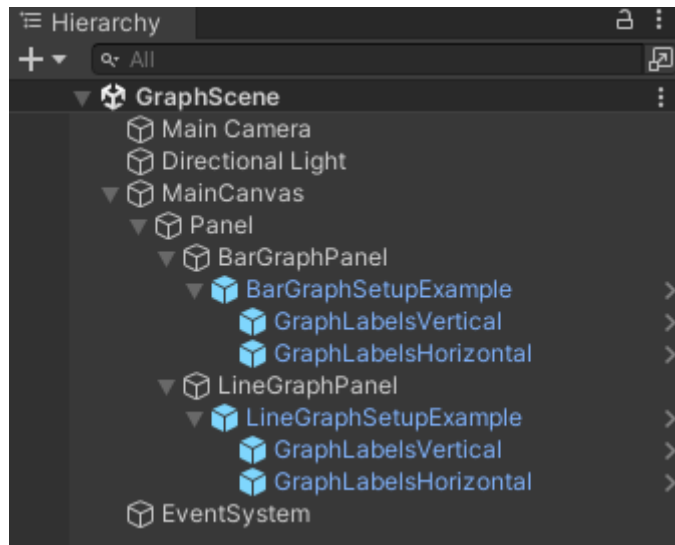 Hierarchy
All
GraphScene
Main Camera
Directional Light
MainCanvas
Panel
BarGraphPanel
BarGraphSetupExample
GraphLabelsVertical
GraphLabelsHorizontal
LineGraphPanel
LineGraphSetupExample
GraphLabelsVertical
GraphLabelsHorizontal
EventSystem